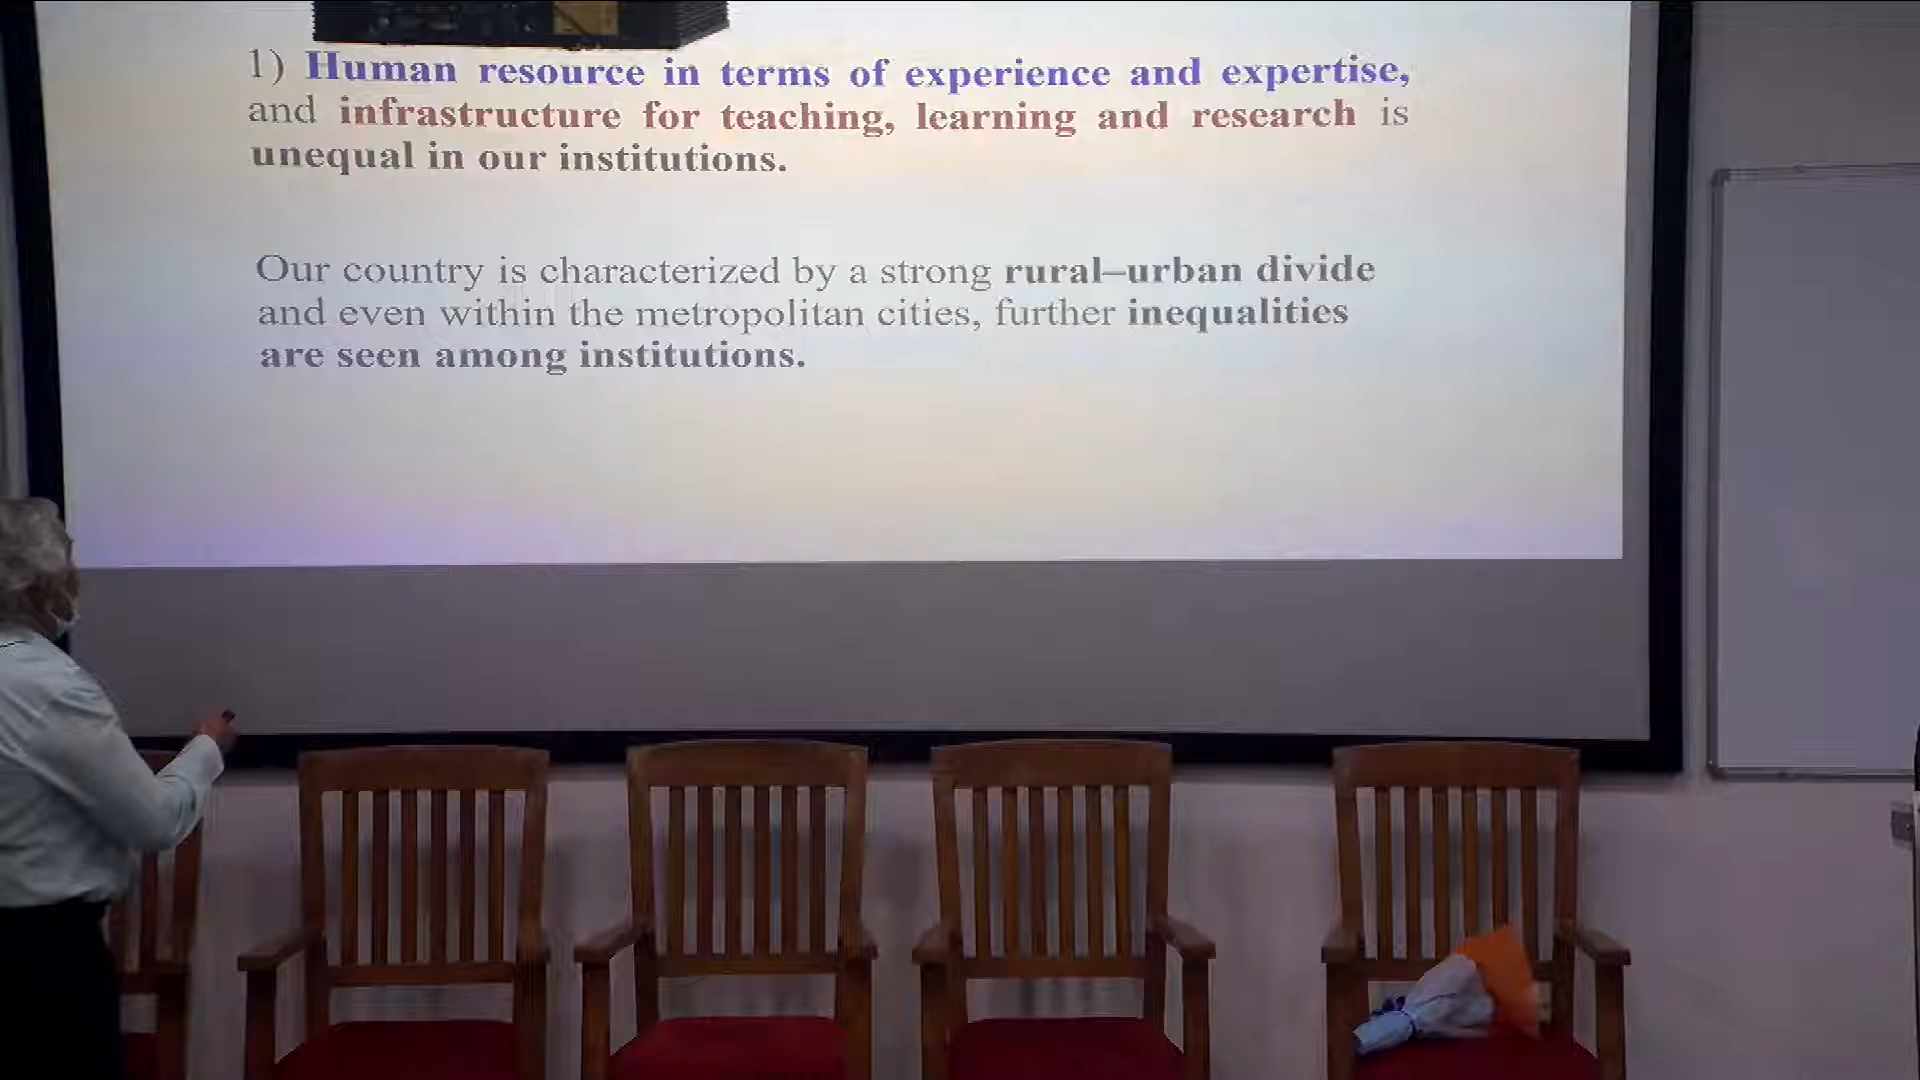 1) Human resource in terms of experience and expertise,
and infrastructure for teaching, learning and research is
unequal in our institutions.
Our country is characterized by a strong rural–urban divide
and even within the metropolitan cities, further inequalities
are seen among institutions.